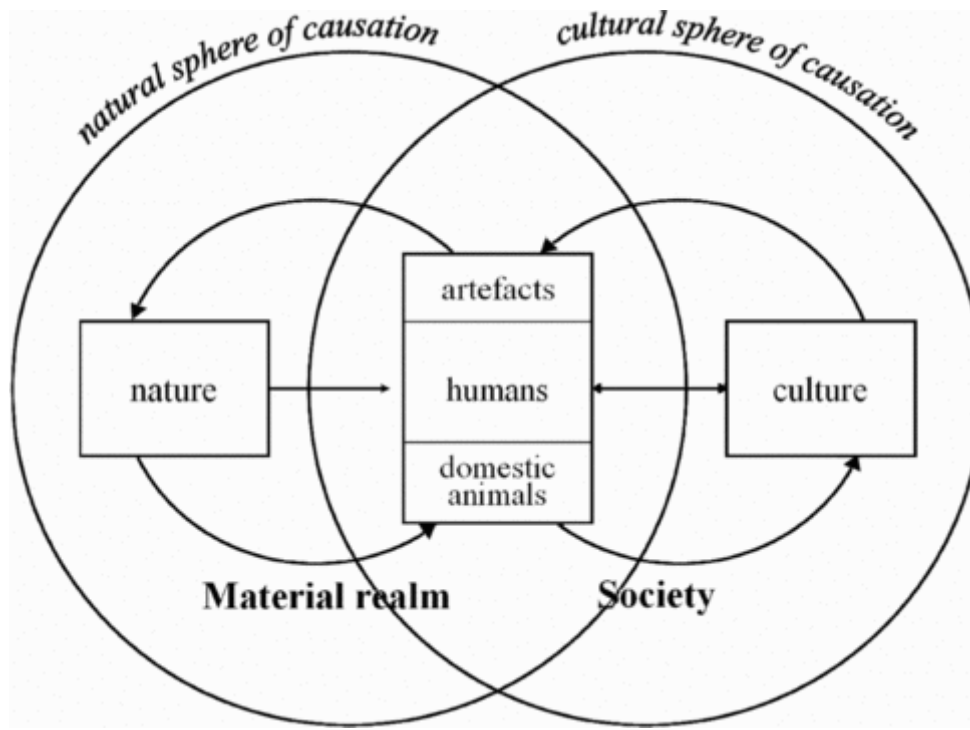 natural sphere of causation
cultural sphere of causation
artefacts
nature
humans
culture
domestic
animals
Material realm
Society